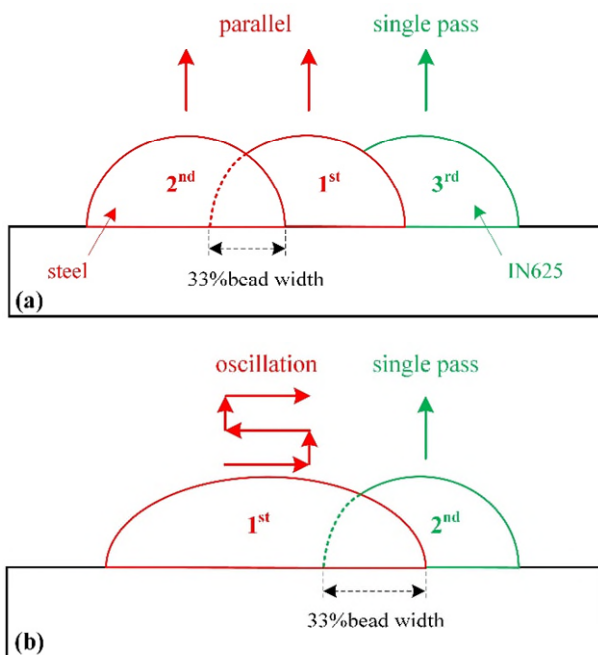 parallel single pass
2nd 1st 3rd
steel IN625
33%bead width
(a)
oscillation single pass
1st 2nd
33%bead width
(b)